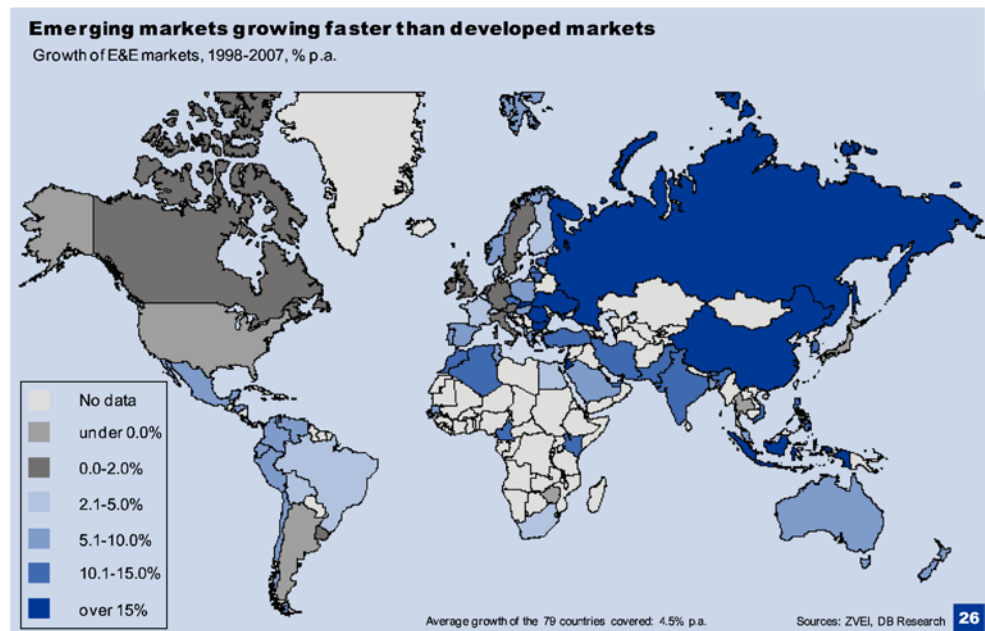 Emerging markets growing faster than developed markets
Growth of E&E markets, 1998-2007, % p.a.
No data
under 0.0%
0.0-2.0%
2.1-5.0%
5.1-10.0%
10.1-15.0%
over 15%
Average growth of the 79 countries covered: 4.5% p.a.
Sources: ZVEI, DB Research
26